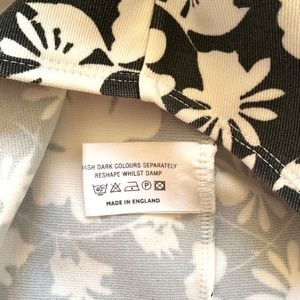 ASH DARK COLOURS SEPARATELY
RESHAPE WHILST DAMP
MADE IN ENGLAND